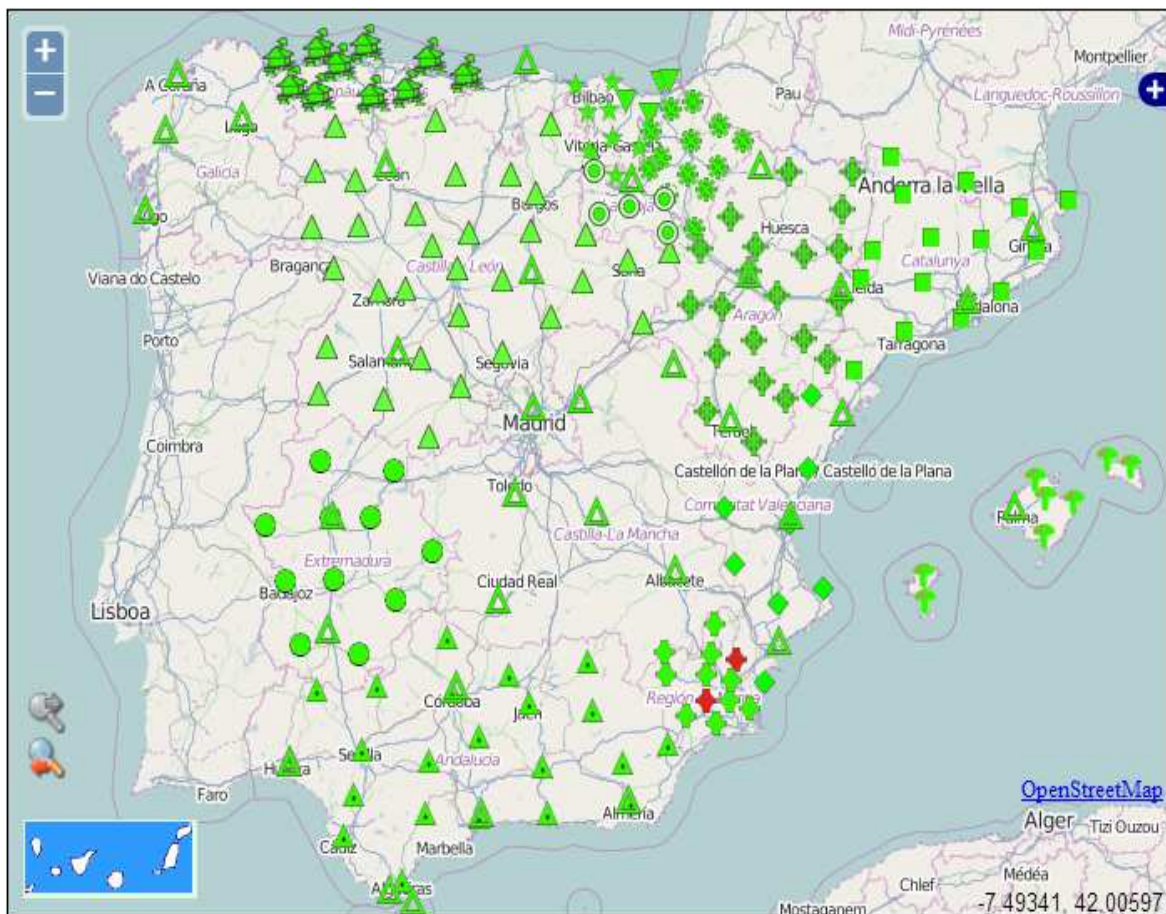 +
−
+
Midi-Pyrénées
Montpellier
Languedoc-Roussillon
Pau
A Coruña
Bilbao
Lugo
Galicia
León
Burgos
Andorra la Vella
Huesca
Girona
Catalunya
Viana do Castelo
Bragança
Castilla y León
Soria
Zamora
Aragón
Badalona
Porto
Tarragona
Salamanca
Segovia
Madrid
Coimbra
Teruel
Castellón de la Plana / Castelló de la Plana
Toledo
Comunitat Valenciana
Palma
Castilla-La Mancha
Extremadura
Ciudad Real
Albacete
Badajoz
Lisboa
Córdoba
Jaén
Región
Sevilla
Andalucía
Huelva
Faro
Almería
Cádiz
Marbella
Algeciras
OpenStreetMap
Alger
Tizi Ouzou
Médéa
Chlef
Mostaganem
-7.49341, 42.00597